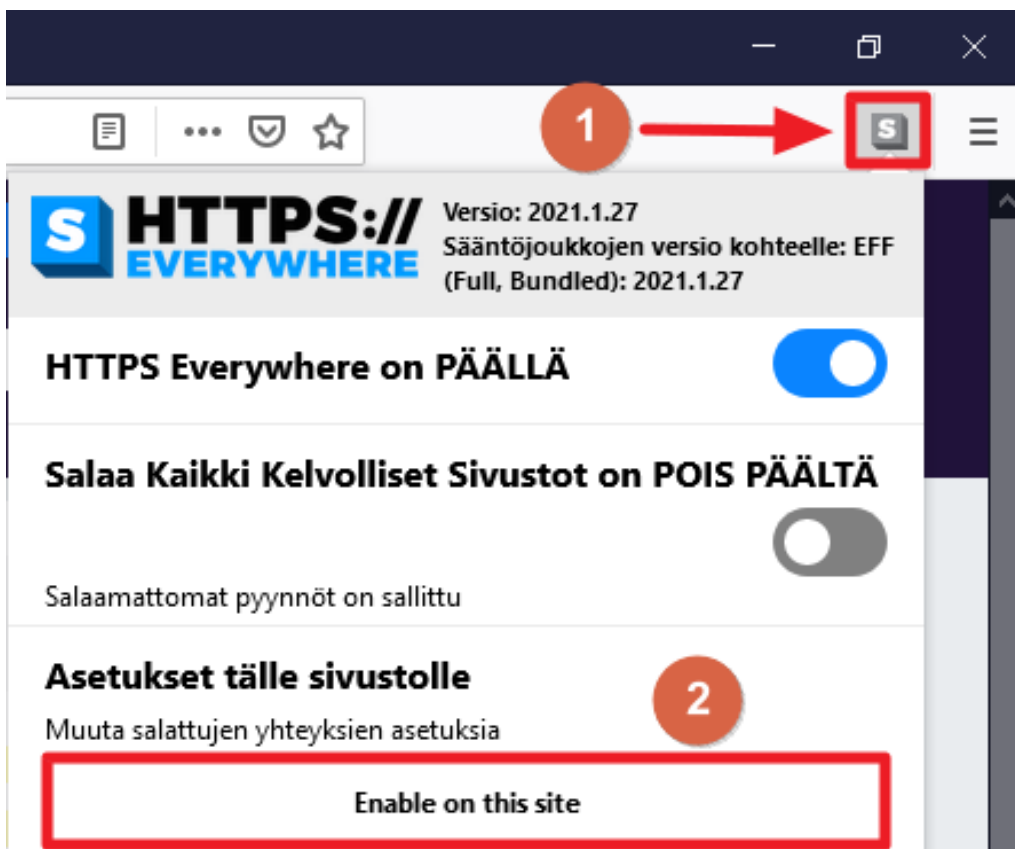 1
S
S HTTPS://
EVERYWHERE
Versio: 2021.1.27
Sääntöjoukkojen versio kohteelle: EFF
(Full, Bundled): 2021.1.27
HTTPS Everywhere on PÄÄLLÄ
Salaa Kaikki Kelvolliset Sivustot on POIS PÄÄLTÄ
Salaamattomat pyynnöt on sallittu
Asetukset tälle sivustolle
2
Muuta salattujen yhteyksien asetuksia
Enable on this site